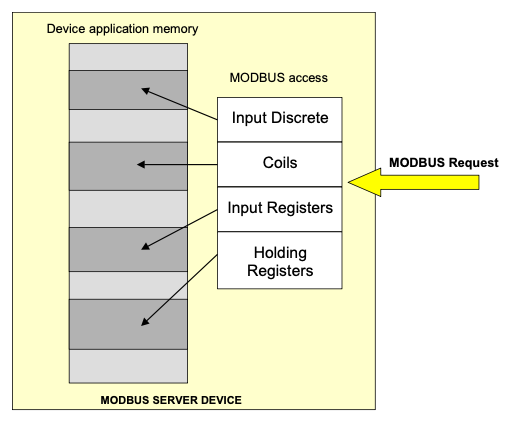 Device application memory
MODBUS access
Input Discrete
Coils
MODBUS Request
Input Registers
Holding
Registers
MODBUS SERVER DEVICE